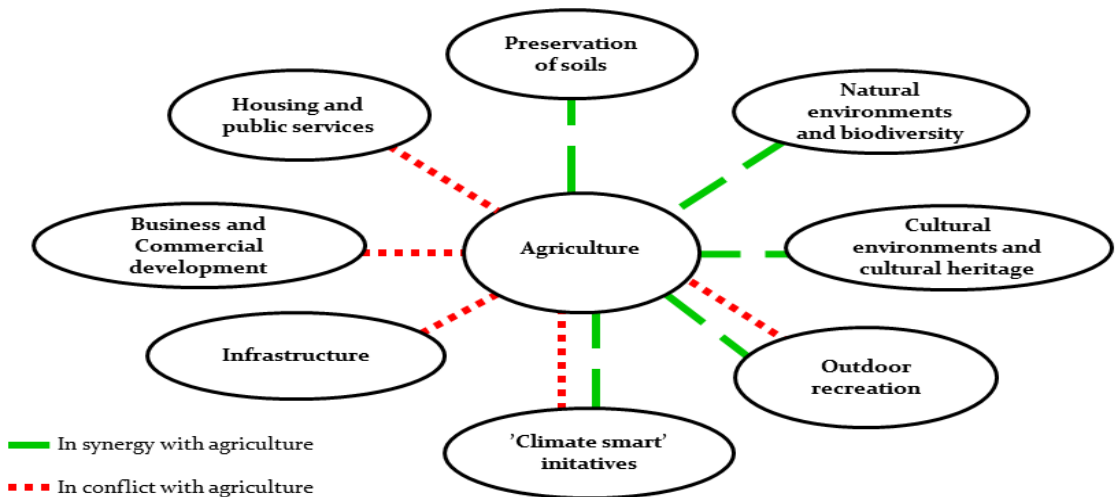 Preservation
of soils
Housing and
public services
Natural
environments
and biodiversity
Business and
Commercial
development
Agriculture
Cultural
environments and
cultural heritage
Infrastructure
Outdoor
recreation
’Climate smart’
initatives
In synergy with agriculture
In conflict with agriculture